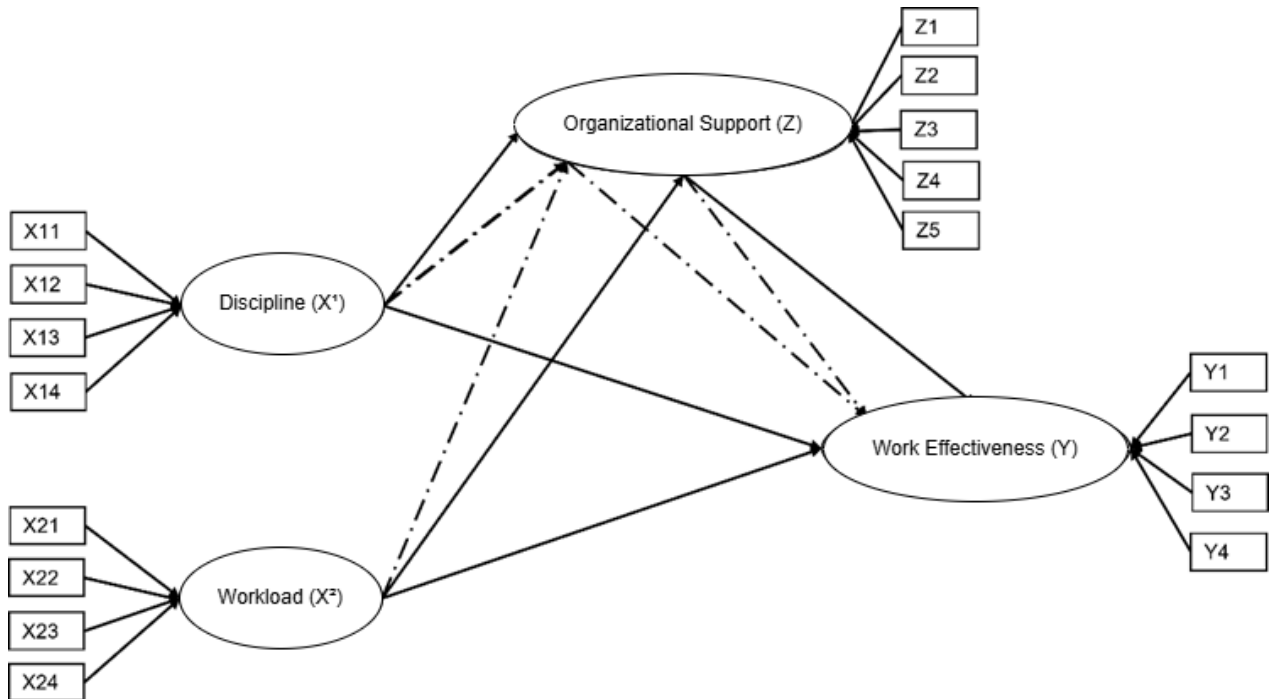 Z1
Z2
Organizational Support (Z)
Z3
Z4
Z5
X11
X12
Discipline (X¹)
X13
X14
Y1
Y2
Work Effectiveness (Y)
Y3
Y4
X21
X22
Workload (X²)
X23
X24